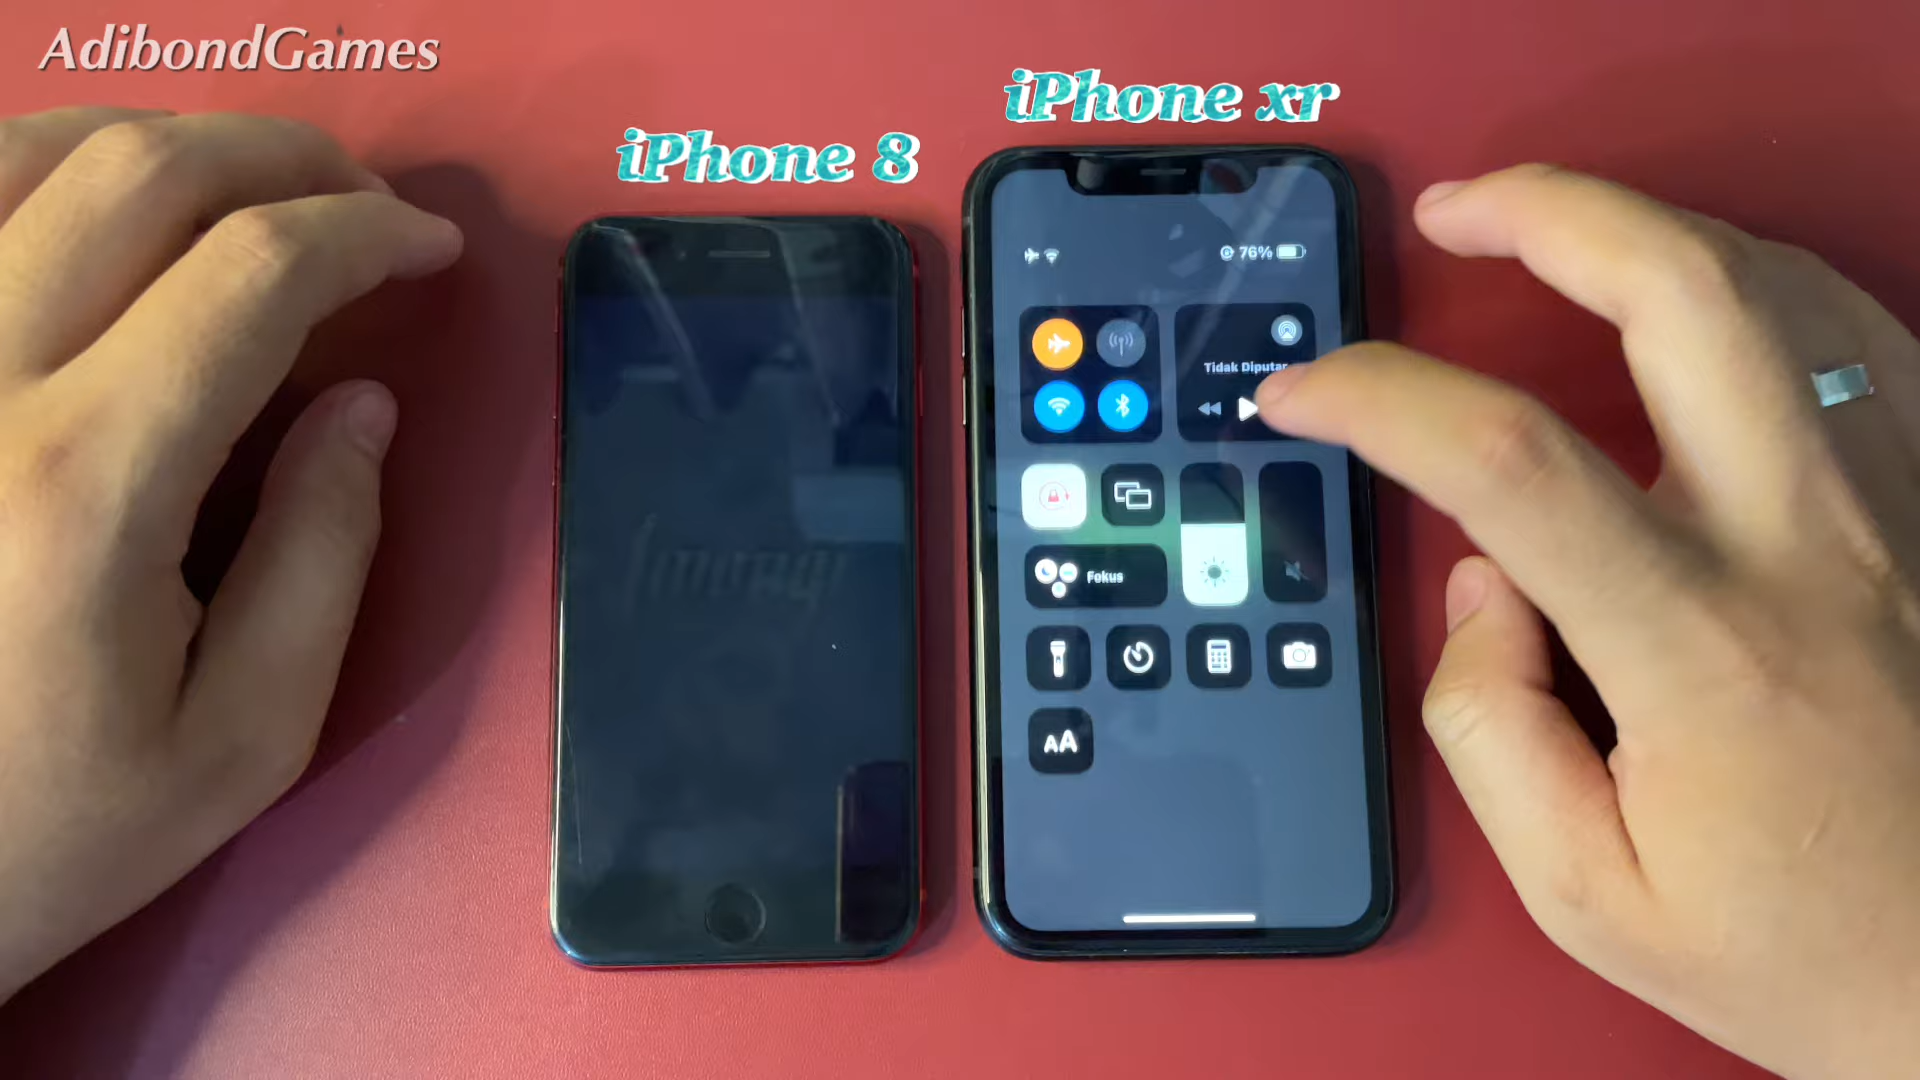 AdibondGames
iPhone xr
iPhone 8
76%
Tidak Diputar
Fokus
AA